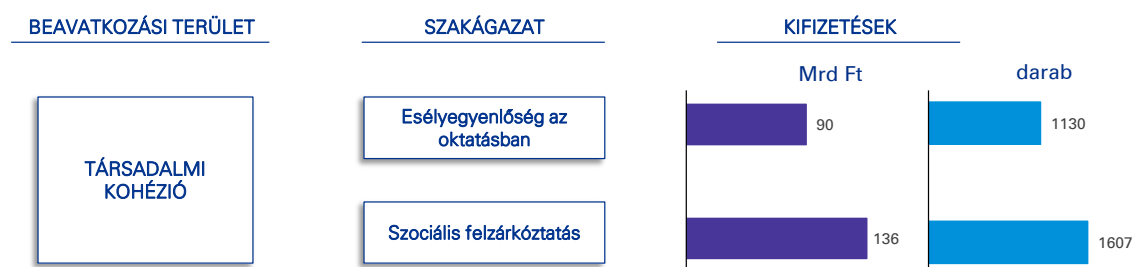 BEAVATKOZÁSI TERÜLET
SZAKÁGAZAT
KIFIZETÉSEK
Mrd Ft
darab
TÁRSADALMI
KOHÉZIÓ
Esélyegyenlőség az
oktatásban
90
1130
Szociális felzárkóztatás
136
1607